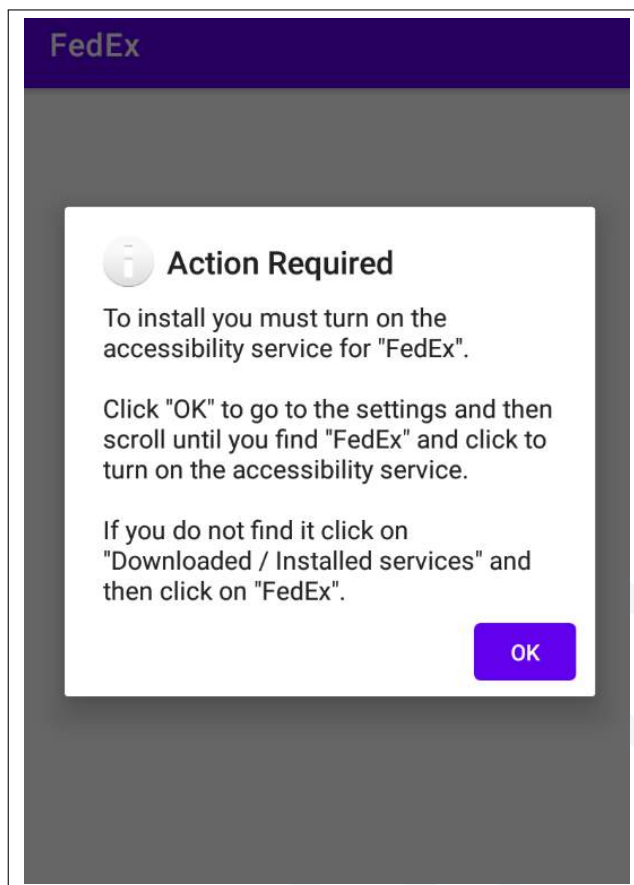 FedEx
Action Required
To install you must turn on the
accessibility service for "FedEx".
Click "OK" to go to the settings and then
scroll until you find "FedEx" and click to
turn on the accessibility service.
If you do not find it click on
"Downloaded / Installed services" and
then click on "FedEx".
OK